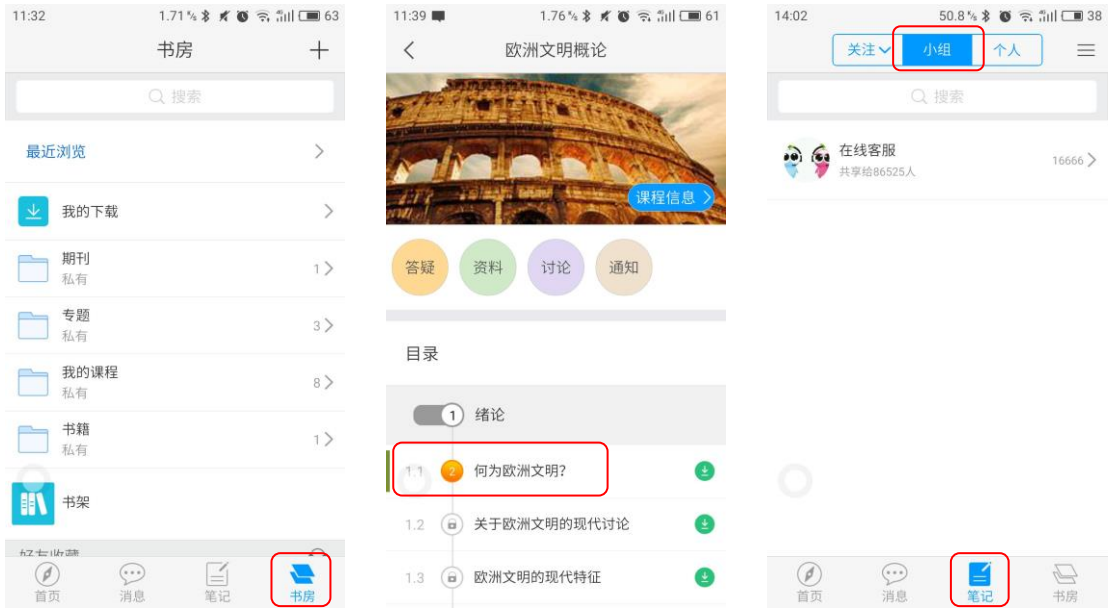 11:32
1.71 ⅗ 63
书房
搜索
最近浏览
我的下载
期刊
私有
1
专题
私有
3
我的课程
私有
8
书籍
私有
1
书架
好友收藏
首页
消息
笔记
书房
11:39
1.76 ⅗ 61
欧洲文明概论
课程信息
答疑
资料
讨论
通知
目录
1 绪论
1.1 2 何为欧洲文明?
1.2 关于欧洲文明的现代讨论
1.3 欧洲文明的现代特征
14:02
50.8 38
关注 小组 个人
搜索
在线客服
共享给86525人
16666
首页
消息
笔记
书房